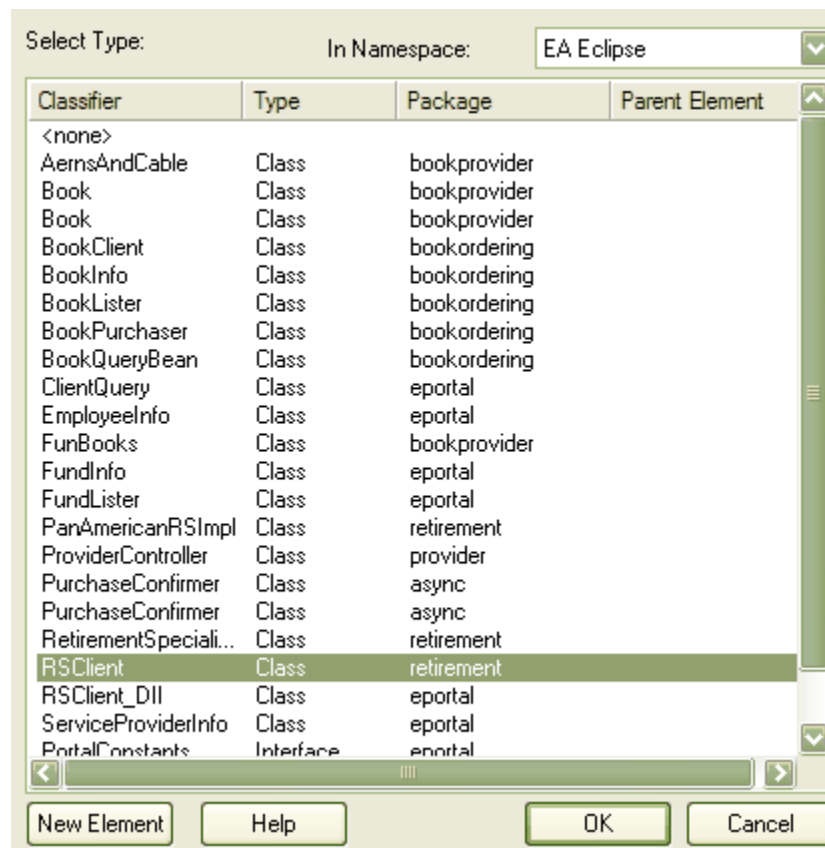 Select Type: In Namespace: EA Eclipse
Classifier Type Package Parent Element
<none>
AernsAndCable Class bookprovider
Book Class bookprovider
Book Class bookprovider
BookClient Class bookordering
BookInfo Class bookordering
BookLister Class bookordering
BookPurchaser Class bookordering
BookQueryBean Class bookordering
ClientQuery Class eportal
EmployeeInfo Class eportal
FunBooks Class bookprovider
FundInfo Class eportal
FundLister Class eportal
PanAmericanRSImpl Class retirement
ProviderController Class provider
PurchaseConfirmer Class async
PurchaseConfirmer Class async
RetirementSpeciali... Class retirement
RSClient Class retirement
RSClient_DII Class eportal
ServiceProviderInfo Class eportal
PortalConstants Interface eportal
New Element Help OK Cancel